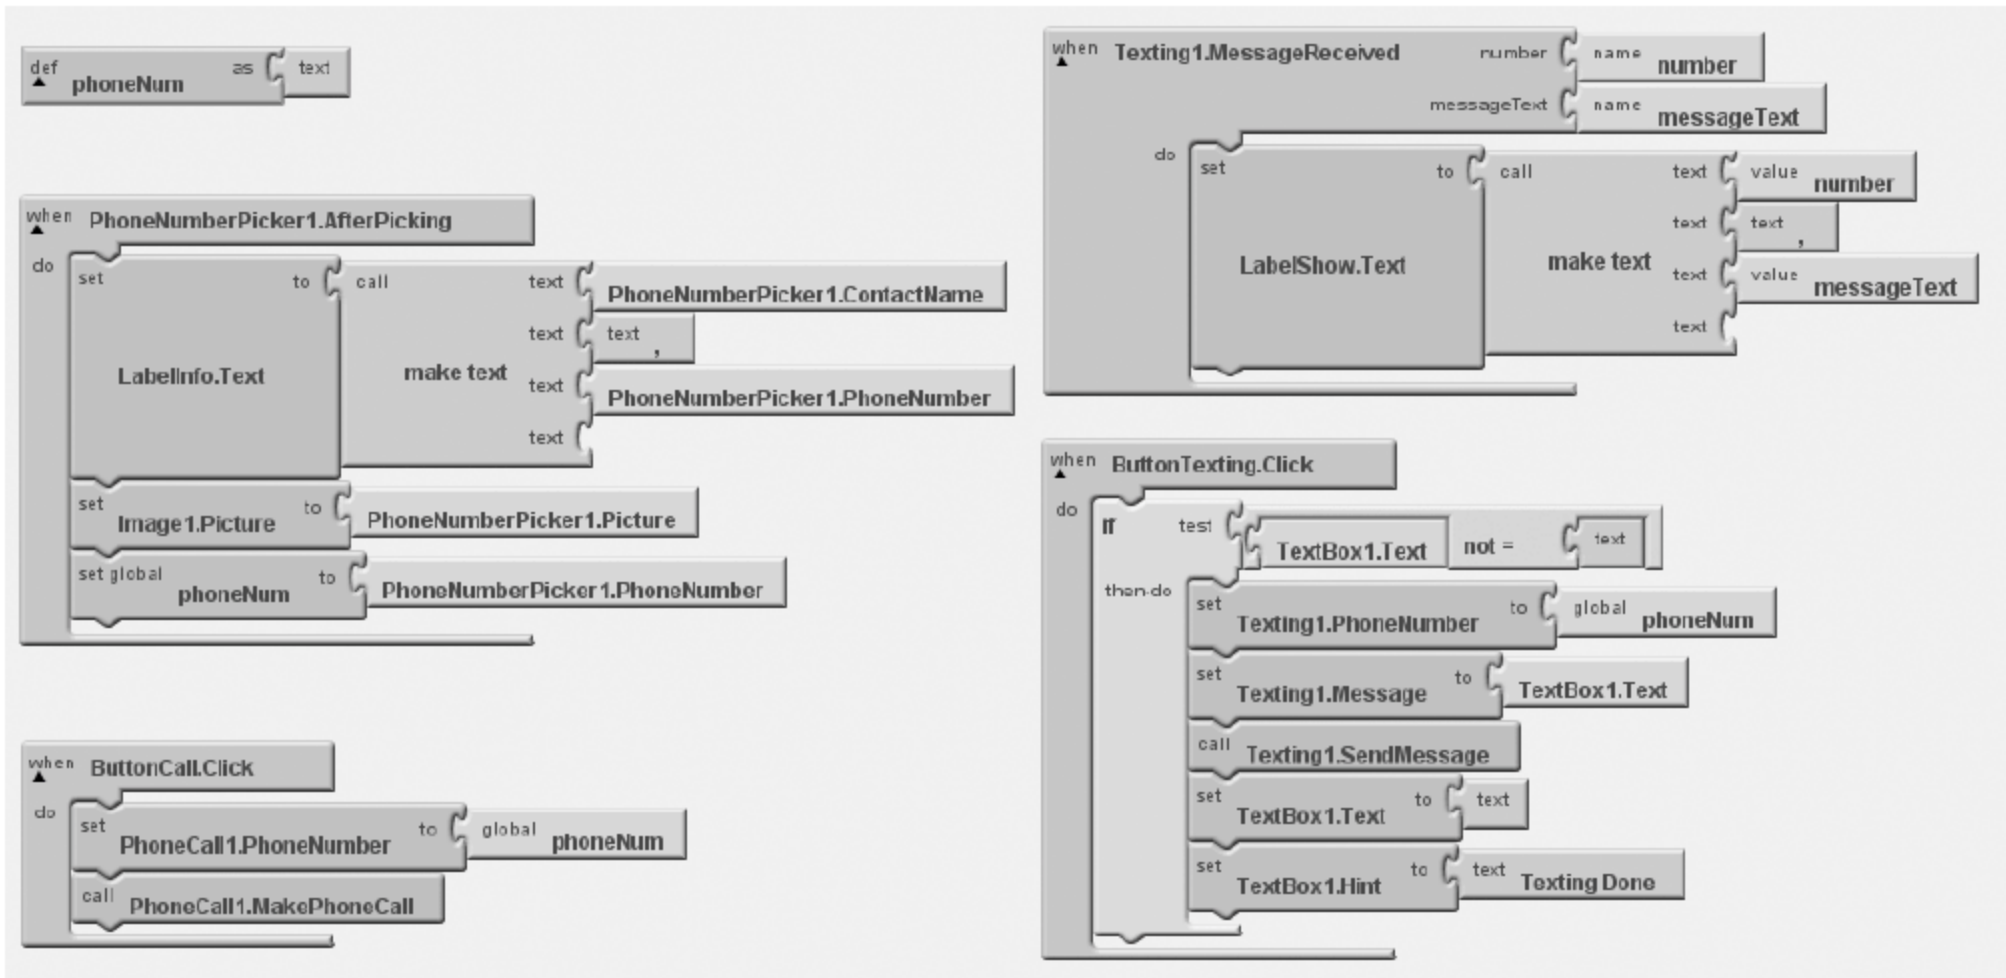 def phoneNum as text
when PhoneNumberPicker1.AfterPicking
do set LabelInfo.Text to call make text text PhoneNumberPicker1.ContactName
text text ,
text PhoneNumberPicker1.PhoneNumber
text
set Image1.Picture to PhoneNumberPicker1.Picture
set global phoneNum to PhoneNumberPicker1.PhoneNumber
when ButtonCall.Click
do set PhoneCall1.PhoneNumber to global phoneNum
call PhoneCall1.MakePhoneCall
when Texting1.MessageReceived number name number
messageText name messageText
do set LabelShow.Text to call make text text value number
text text ,
text value messageText
text
when ButtonTexting.Click
do If test TextBox1.Text not = text
then-do set Texting1.PhoneNumber to global phoneNum
set Texting1.Message to TextBox1.Text
call Texting1.SendMessage
set TextBox1.Text to text
set TextBox1.Hint to text Texting Done